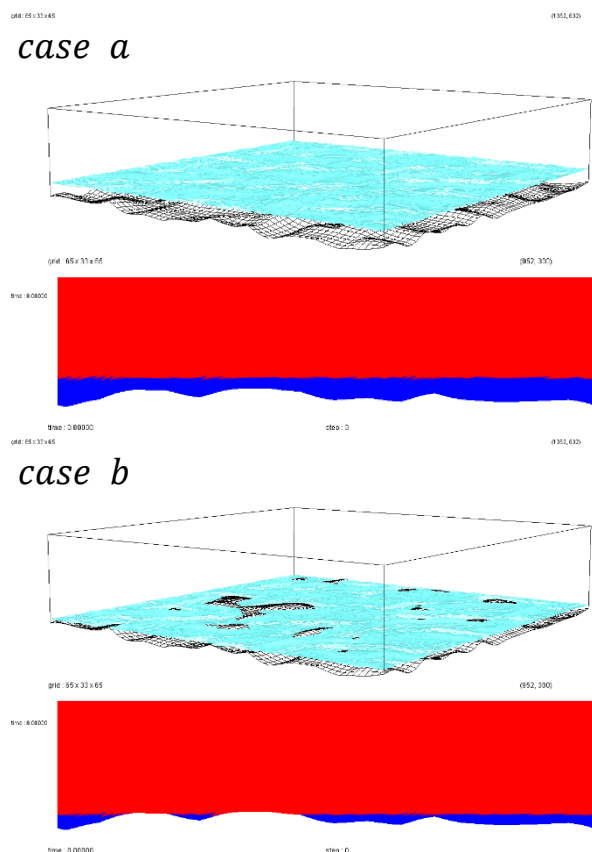 grid : 65 x 33 x 65 (1352, 632)
case a
grid : 65 x 33 x 65 (952, 300)
time : 0.00000
time : 0.00000 step : 0
grid : 65 x 33 x 65 (1352, 632)
case b
grid : 65 x 33 x 65 (952, 300)
time : 0.00000
time : 0.00000 step : 0